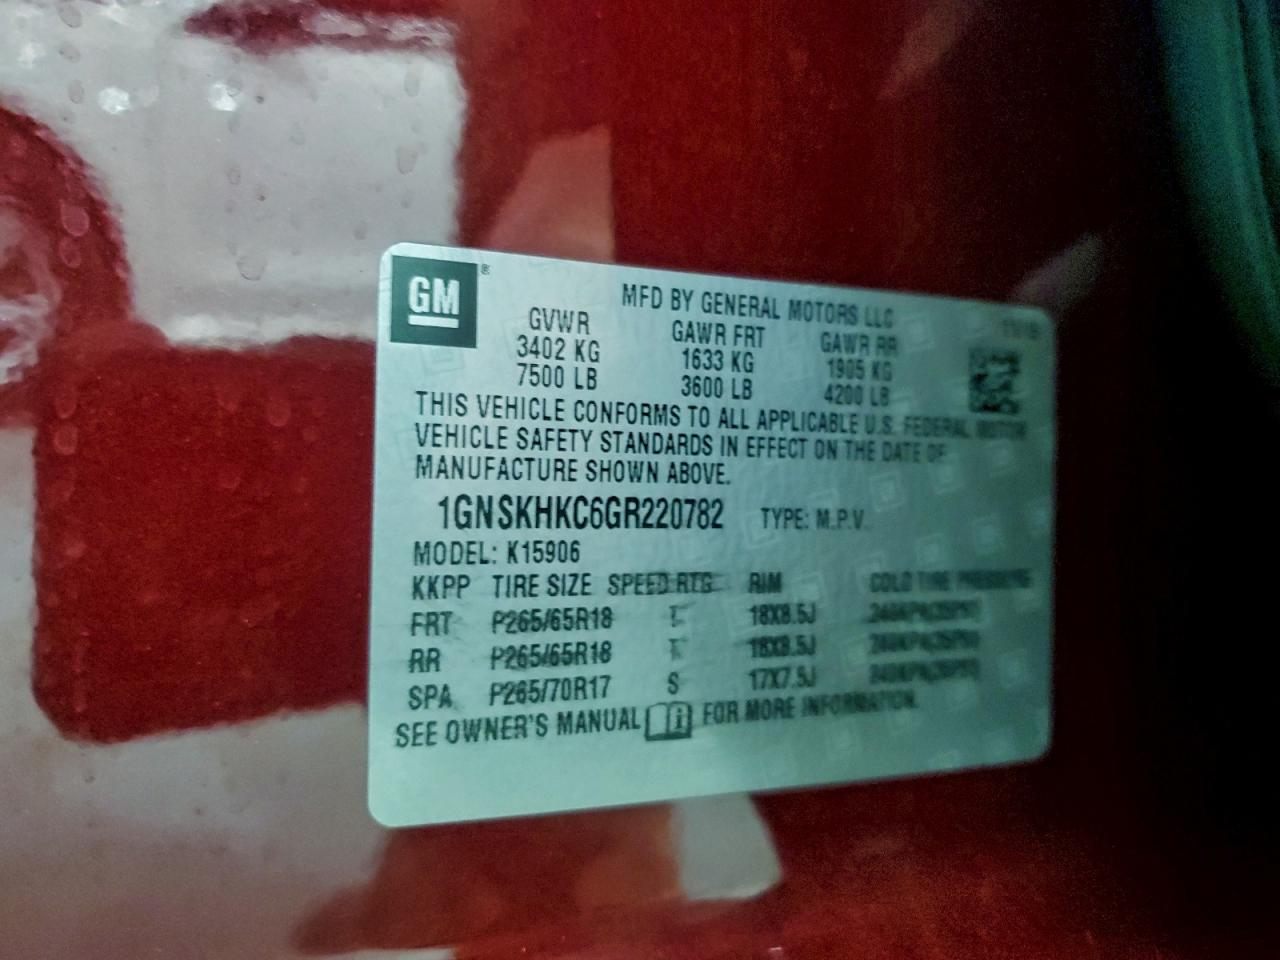 GM ®
MFD BY GENERAL MOTORS LLC
GVWR GAWR FRT GAWR RR
3402 KG 1633 KG 1905 KG
7500 LB 3600 LB 4200 LB
THIS VEHICLE CONFORMS TO ALL APPLICABLE U.S. FEDERAL MOTOR
VEHICLE SAFETY STANDARDS IN EFFECT ON THE DATE OF
MANUFACTURE SHOWN ABOVE.
1GNSKHKC6GR220782 TYPE: M.P.V.
MODEL: K15906
KKPP TIRE SIZE SPEED RTG RIM COLD TIRE PRESSURE
FRT P265/65R18 T 18X8.5J
RR P265/65R18 T 18X8.5J
SPA P265/70R17 S 17X7.5J
SEE OWNER'S MANUAL FOR MORE INFORMATION.